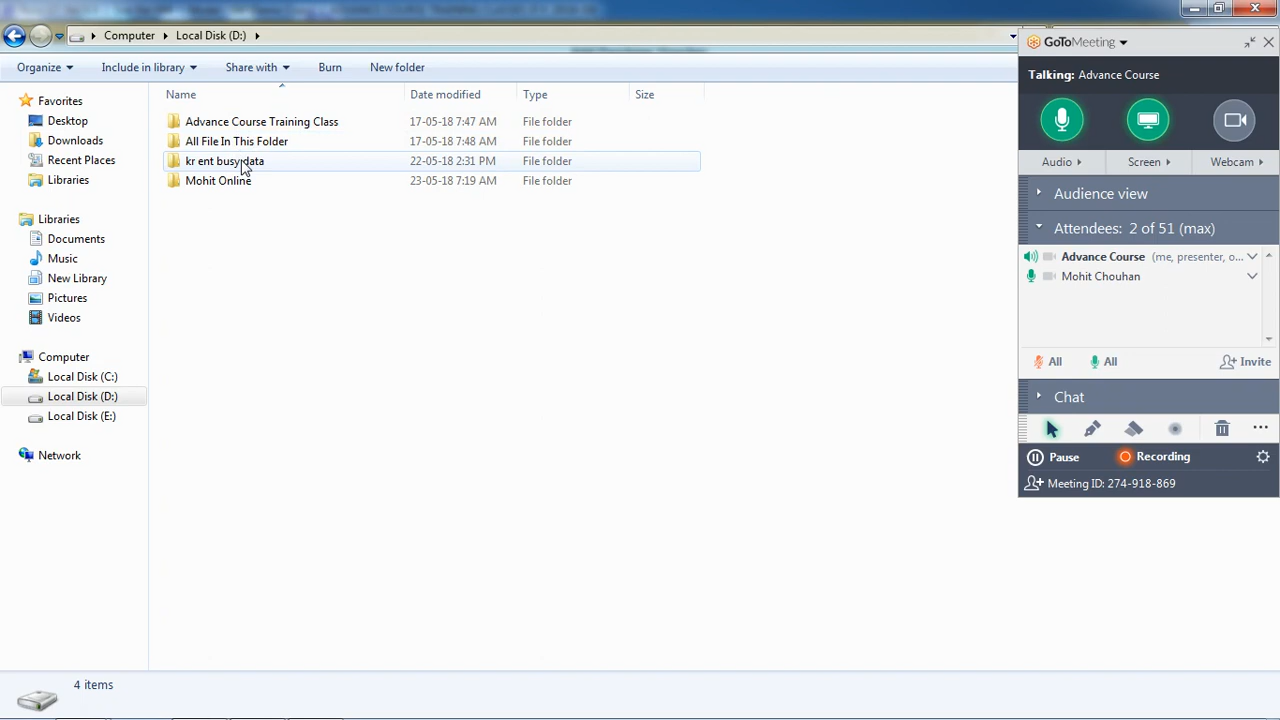 Computer
Local Disk (D:)
Organize
Include in library
Share with
Burn
New folder
Name
Date modified
Type
Size
Favorites
Desktop
Downloads
Recent Places
Libraries
Libraries
Documents
Music
New Library
Pictures
Videos
Computer
Local Disk (C:)
Local Disk (D:)
Local Disk (E:)
Network
Advance Course Training Class 17-05-18 7:47 AM File folder
All File In This Folder 17-05-18 7:48 AM File folder
kr ent busy data 22-05-18 2:31 PM File folder
Mohit Online 23-05-18 7:19 AM File folder
4 items
GoToMeeting
Talking: Advance Course
Audio
Screen
Webcam
Audience view
Attendees: 2 of 51 (max)
Advance Course (me, presenter, o...
Mohit Chouhan
All
All
Invite
Chat
...
Pause
Recording
Meeting ID: 274-918-869